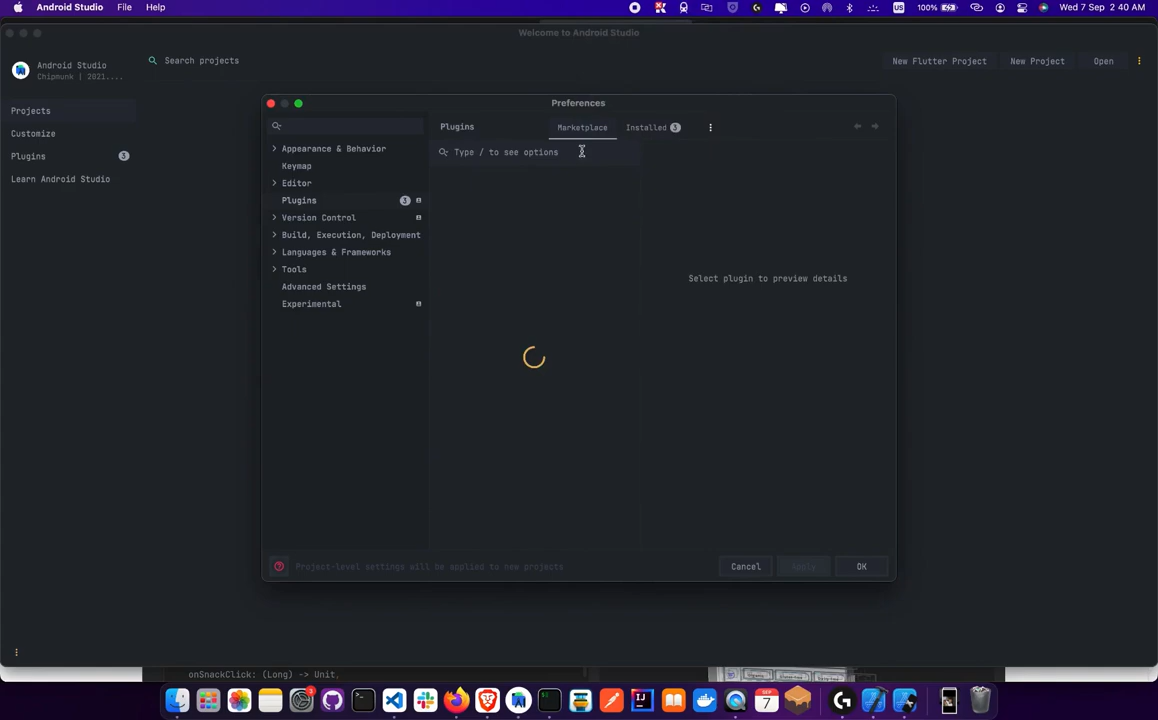 Android Studio File Help
US 100% Wed 7 Sep 2:40 AM
Welcome to Android Studio
Android Studio
Chipmunk | 2021....
Search projects
New Flutter Project New Project Open
Projects
Customize
Plugins 3
Learn Android Studio
Preferences
Appearance & Behavior
Keymap
Editor
Plugins 3
Version Control
Build, Execution, Deployment
Languages & Frameworks
Tools
Advanced Settings
Experimental
Plugins Marketplace Installed 3
Type / to see options
Select plugin to preview details
? Project-level settings will be applied to new projects
Cancel Apply OK
onSnackClick: (Long) -> Unit,
3
SEP
7